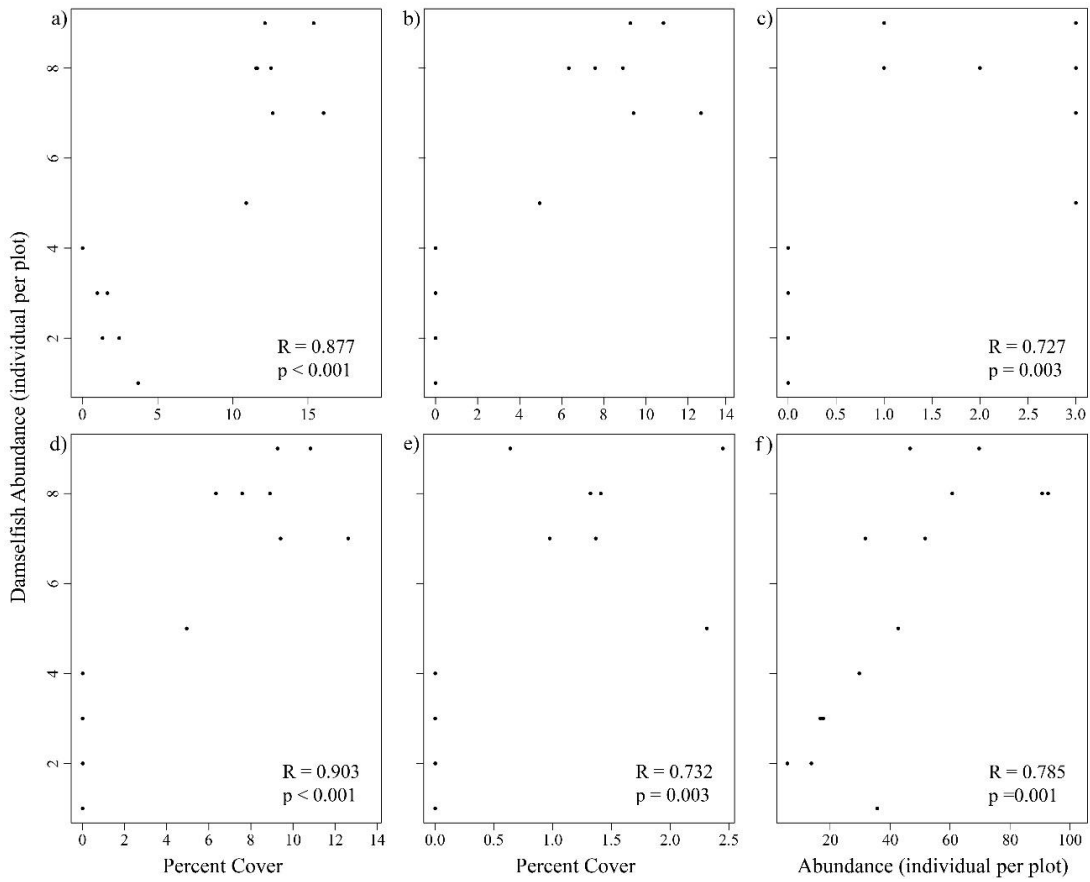 a)
b)
c)
8
6
4
2
R = 0.877
p < 0.001
R = 0.727
p = 0.003
0 5 10 15
0 2 4 6 8 10 12 14
0.0 0.5 1.0 1.5 2.0 2.5 3.0
Damselfish Abundance (individual per plot)
d)
e)
f)
8
6
4
2
R = 0.903
p < 0.001
R = 0.732
p = 0.003
R = 0.785
p =0.001
0 2 4 6 8 10 12 14
0.0 0.5 1.0 1.5 2.0 2.5
20 40 60 80 100
Percent Cover
Percent Cover
Abundance (individual per plot)